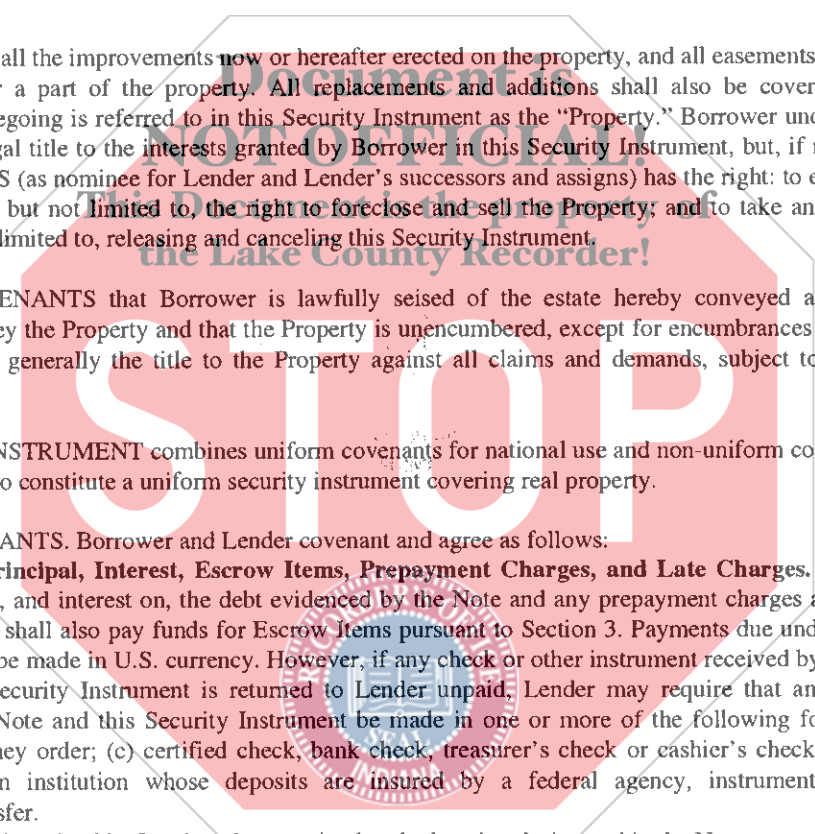 all the improvements now or hereafter erected on the property, and all easements
a part of the property. All replacements and additions shall also be cover
egoing is referred to in this Security Instrument as the “Property.” Borrower und
gal title to the interests granted by Borrower in this Security Instrument, but, if
S (as nominee for Lender and Lender's successors and assigns) has the right: to e
but not limited to, the right to foreclose and sell the Property; and to take an
limited to, releasing and canceling this Security Instrument.
Document is
NOT OFFICIAL!
This Document is the property of
the Lake County Recorder!
ENANTS that Borrower is lawfully seised of the estate hereby conveyed a
ey the Property and that the Property is unencumbered, except for encumbrances
generally the title to the Property against all claims and demands, subject to
STOP
NSTRUMENT combines uniform covenants for national use and non-uniform co
o constitute a uniform security instrument covering real property.
ANTS. Borrower and Lender covenant and agree as follows:
rincipal, Interest, Escrow Items, Prepayment Charges, and Late Charges.
, and interest on, the debt evidenced by the Note and any prepayment charges a
shall also pay funds for Escrow Items pursuant to Section 3. Payments due und
be made in U.S. currency. However, if any check or other instrument received by
ecurity Instrument is returned to Lender unpaid, Lender may require that an
Note and this Security Instrument be made in one or more of the following fo
ney order; (c) certified check, bank check, treasurer's check or cashier's check
n institution whose deposits are insured by a federal agency, instrument
sfer.
SEAL